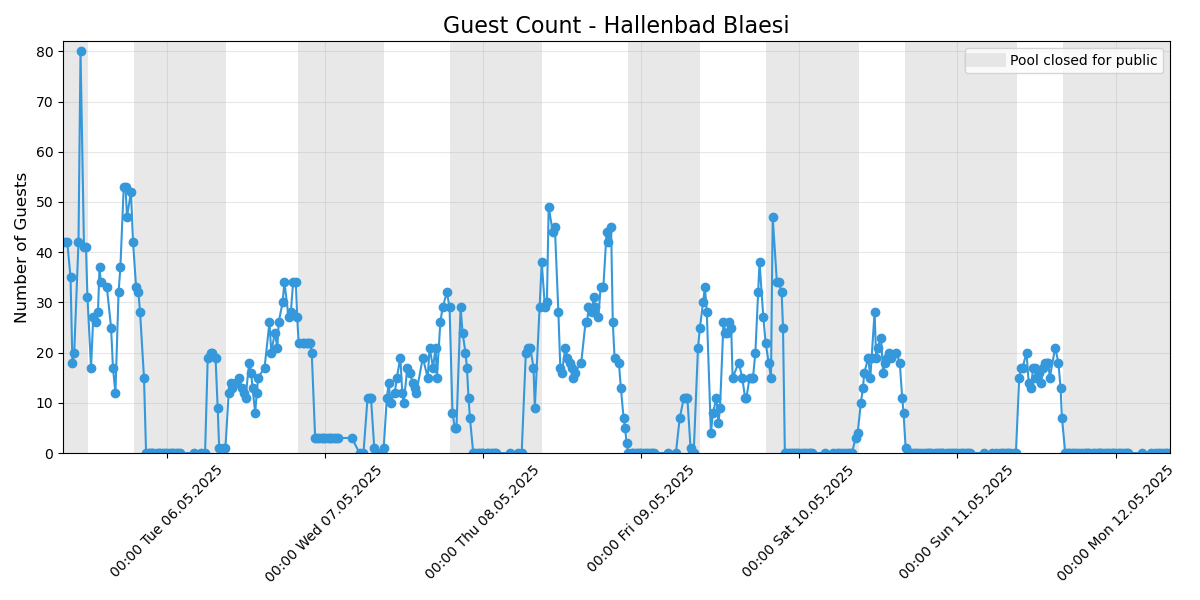 Guest Count - Hallenbad Blaesi
Pool closed for public
Number of Guests
80
70
60
50
40
30
20
10
0
00:00 Tue 06.05.2025
00:00 Wed 07.05.2025
00:00 Thu 08.05.2025
00:00 Fri 09.05.2025
00:00 Sat 10.05.2025
00:00 Sun 11.05.2025
00:00 Mon 12.05.2025